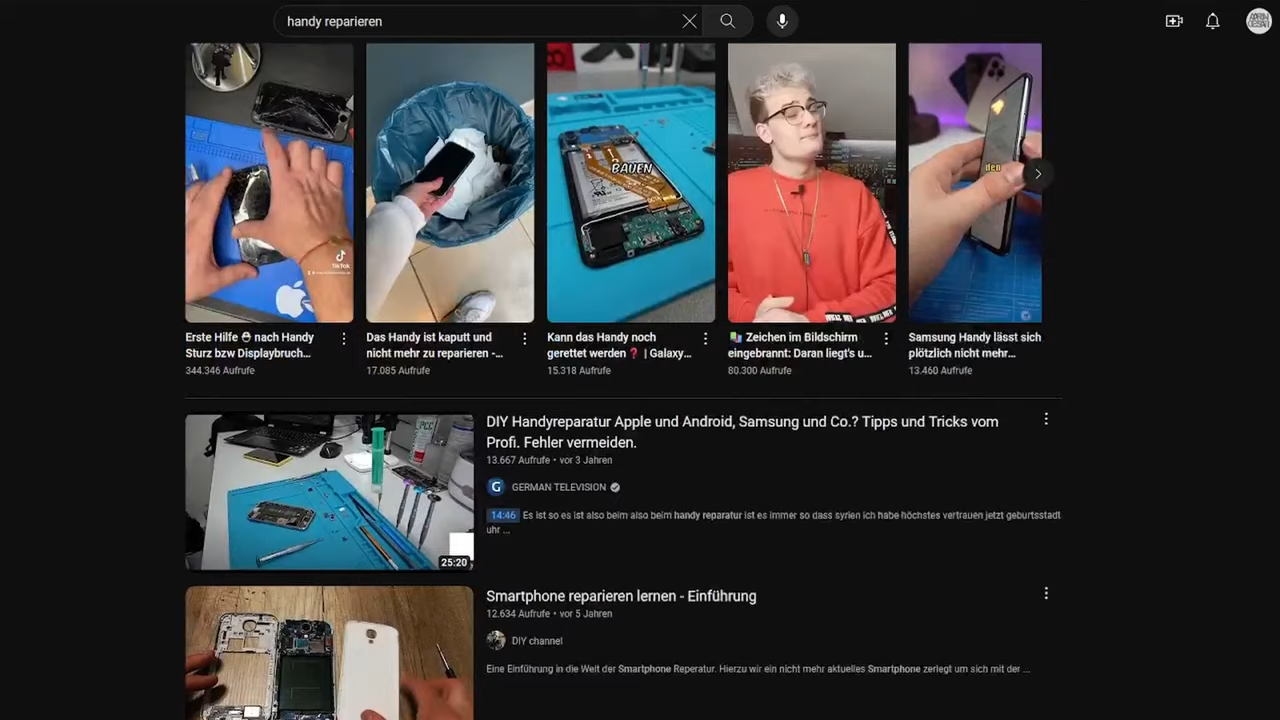 handy reparieren
BAUEN
den
TikTok
Erste Hilfe ⛑ nach Handy
Sturz bzw Displaybruch...
344.346 Aufrufe
Das Handy ist kaputt und
nicht mehr zu reparieren -...
17.085 Aufrufe
Kann das Handy noch
gerettet werden❓ | Galaxy...
15.318 Aufrufe
📱 Zeichen im Bildschirm
eingebrannt: Daran liegt's u...
80.300 Aufrufe
Samsung Handy lässt sich
plötzlich nicht mehr...
13.460 Aufrufe
DIY Handyreparatur Apple und Android, Samsung und Co.? Tipps und Tricks vom
Profi. Fehler vermeiden.
13.667 Aufrufe • vor 3 Jahren
G GERMAN TELEVISION
14:46 Es ist so es ist also beim also beim handy reparatur ist es immer so dass syrien ich habe höchstes vertrauen jetzt geburtsstadt
uhr ...
25:20
Smartphone reparieren lernen - Einführung
12.634 Aufrufe • vor 5 Jahren
DIY channel
Eine Einführung in die Welt der Smartphone Reperatur. Hierzu wir ein nicht mehr aktuelles Smartphone zerlegt um sich mit der ...